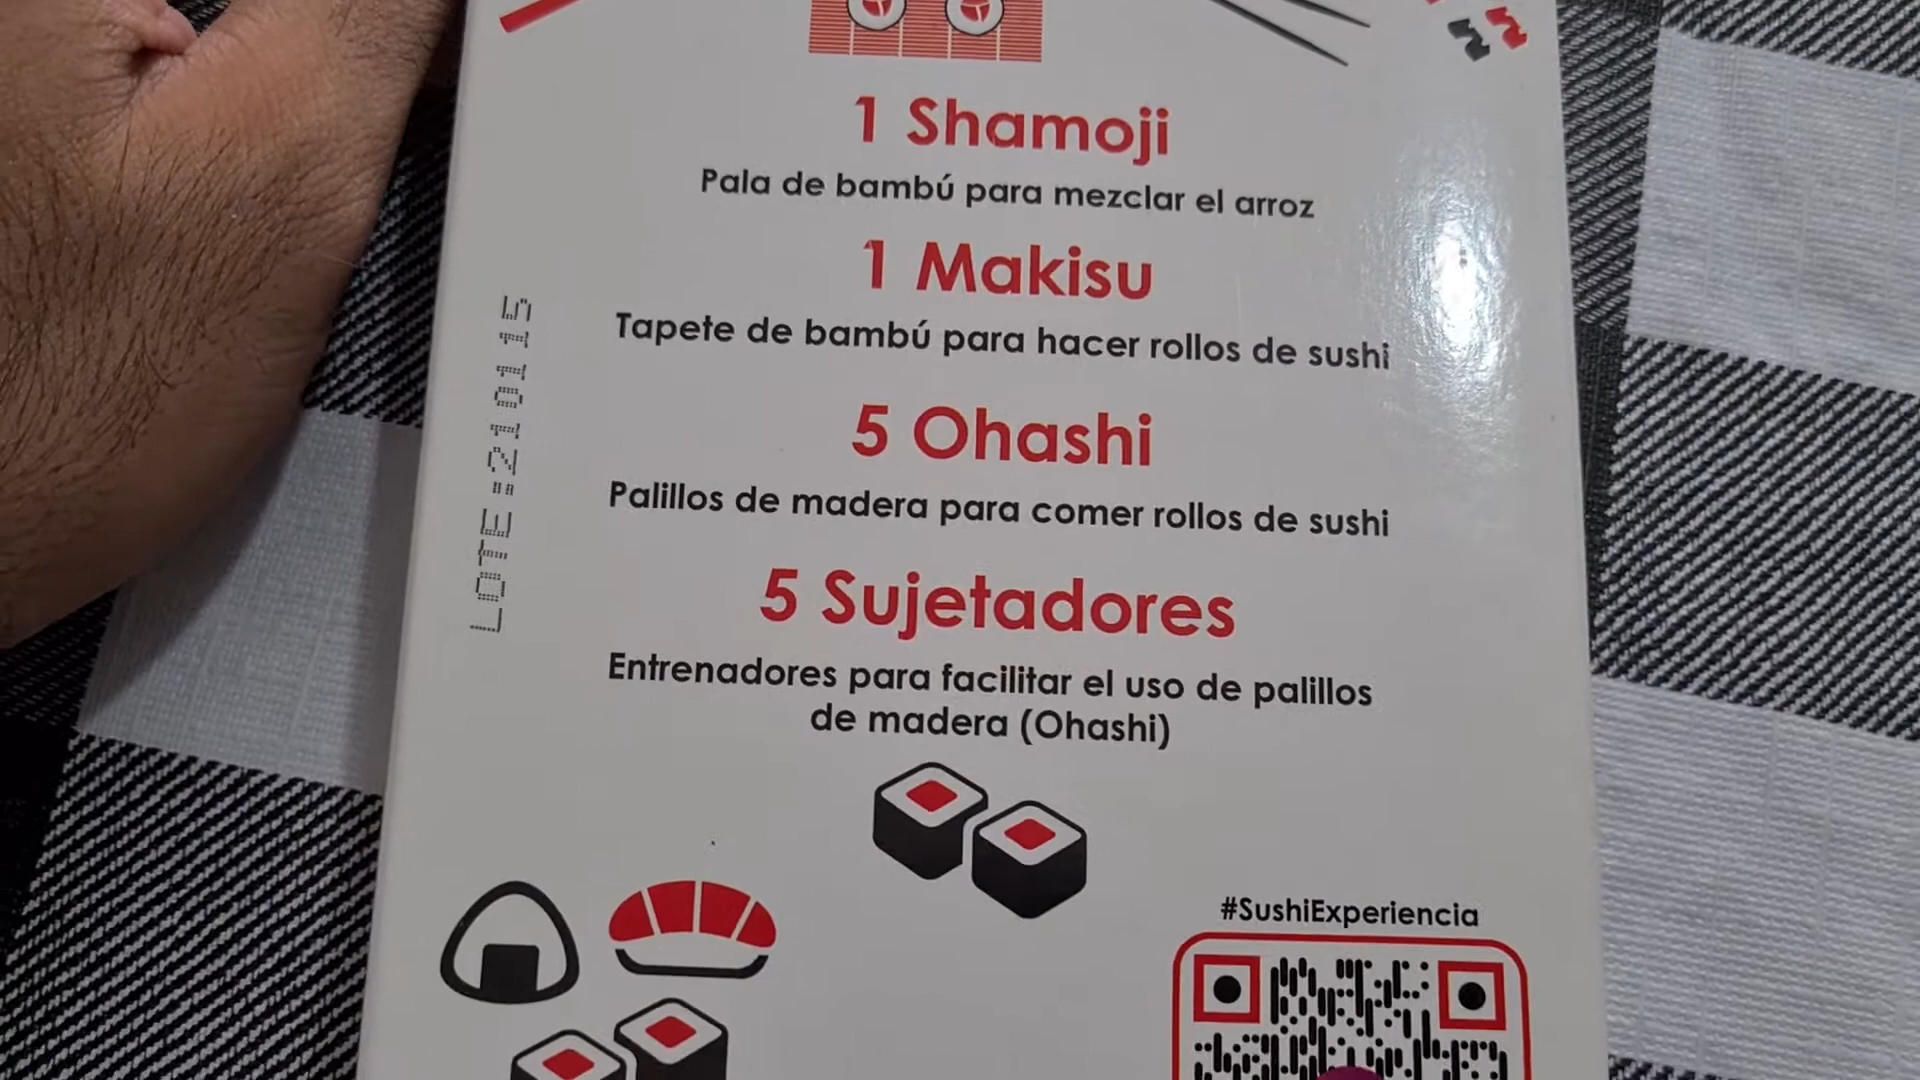 1 Shamoji
Pala de bambú para mezclar el arroz
1 Makisu
Tapete de bambú para hacer rollos de sushi
5 Ohashi
Palillos de madera para comer rollos de sushi
5 Sujetadores
Entrenadores para facilitar el uso de palillos
de madera (Ohashi)
#SushiExperiencia
LOTE:210115